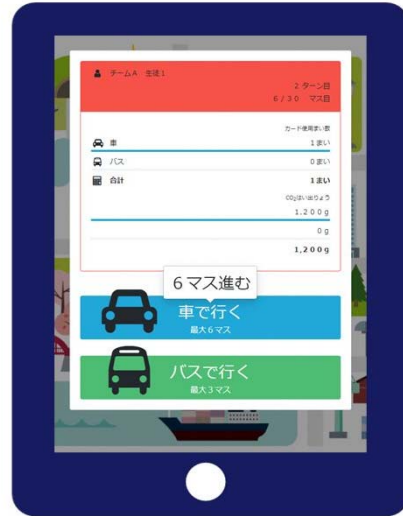 チームA 生徒1
2 ターン目
6/30 マス目
カード使用まい数
車 1まい
バス 0まい
合計 1まい
CO₂はい出りょう
1,200g
0g
1,200g
6マス進む
車で行く
最大6マス
バスで行く
最大3マス